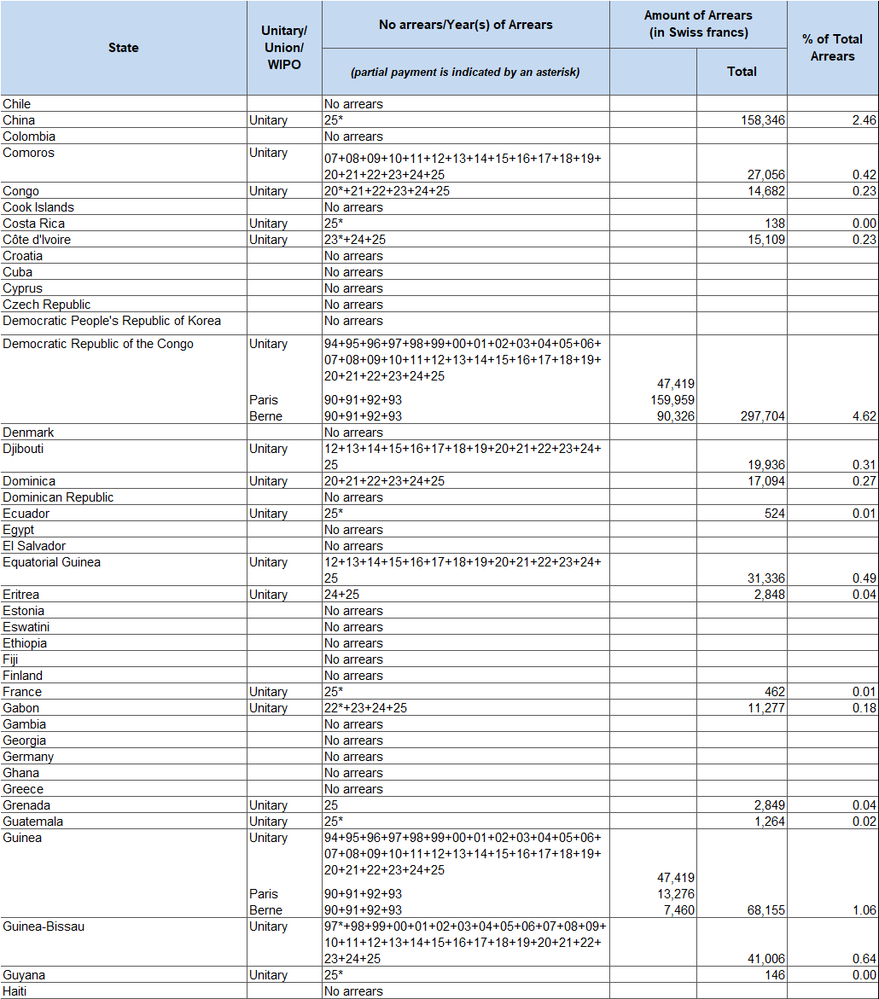 State
Unitary/
Union/
WIPO
No arrears/Year(s) of Arrears
(partial payment is indicated by an asterisk)
Amount of Arrears
(in Swiss francs)
Total
% of Total
Arrears
Chile No arrears
China Unitary 25* 158,346 2.46
Colombia No arrears
Comoros Unitary 07+08+09+10+11+12+13+14+15+16+17+18+19+
20+21+22+23+24+25 27,056 0.42
Congo Unitary 20*+21+22+23+24+25 14,682 0.23
Cook Islands No arrears
Costa Rica Unitary 25* 138 0.00
Côte d'Ivoire Unitary 23*+24+25 15,109 0.23
Croatia No arrears
Cuba No arrears
Cyprus No arrears
Czech Republic No arrears
Democratic People's Republic of Korea No arrears
Democratic Republic of the Congo Unitary 94+95+96+97+98+99+00+01+02+03+04+05+06+
07+08+09+10+11+12+13+14+15+16+17+18+19+
20+21+22+23+24+25
47,419
Paris 90+91+92+93 159,959
Berne 90+91+92+93 90,326 297,704 4.62
Denmark No arrears
Djibouti Unitary 12+13+14+15+16+17+18+19+20+21+22+23+24+
25 19,936 0.31
Dominica Unitary 20+21+22+23+24+25 17,094 0.27
Dominican Republic No arrears
Ecuador Unitary 25* 524 0.01
Egypt No arrears
El Salvador No arrears
Equatorial Guinea Unitary 12+13+14+15+16+17+18+19+20+21+22+23+24+
25 31,336 0.49
Eritrea Unitary 24+25 2,848 0.04
Estonia No arrears
Eswatini No arrears
Ethiopia No arrears
Fiji No arrears
Finland No arrears
France Unitary 25* 462 0.01
Gabon Unitary 22*+23+24+25 11,277 0.18
Gambia No arrears
Georgia No arrears
Germany No arrears
Ghana No arrears
Greece No arrears
Grenada Unitary 25 2,849 0.04
Guatemala Unitary 25* 1,264 0.02
Guinea Unitary 94+95+96+97+98+99+00+01+02+03+04+05+06+
07+08+09+10+11+12+13+14+15+16+17+18+19+
20+21+22+23+24+25
47,419
Paris 90+91+92+93 13,276
Berne 90+91+92+93 7,460 68,155 1.06
Guinea-Bissau Unitary 97*+98+99+00+01+02+03+04+05+06+07+08+09+
10+11+12+13+14+15+16+17+18+19+20+21+22+
23+24+25 41,006 0.64
Guyana Unitary 25* 146 0.00
Haiti No arrears